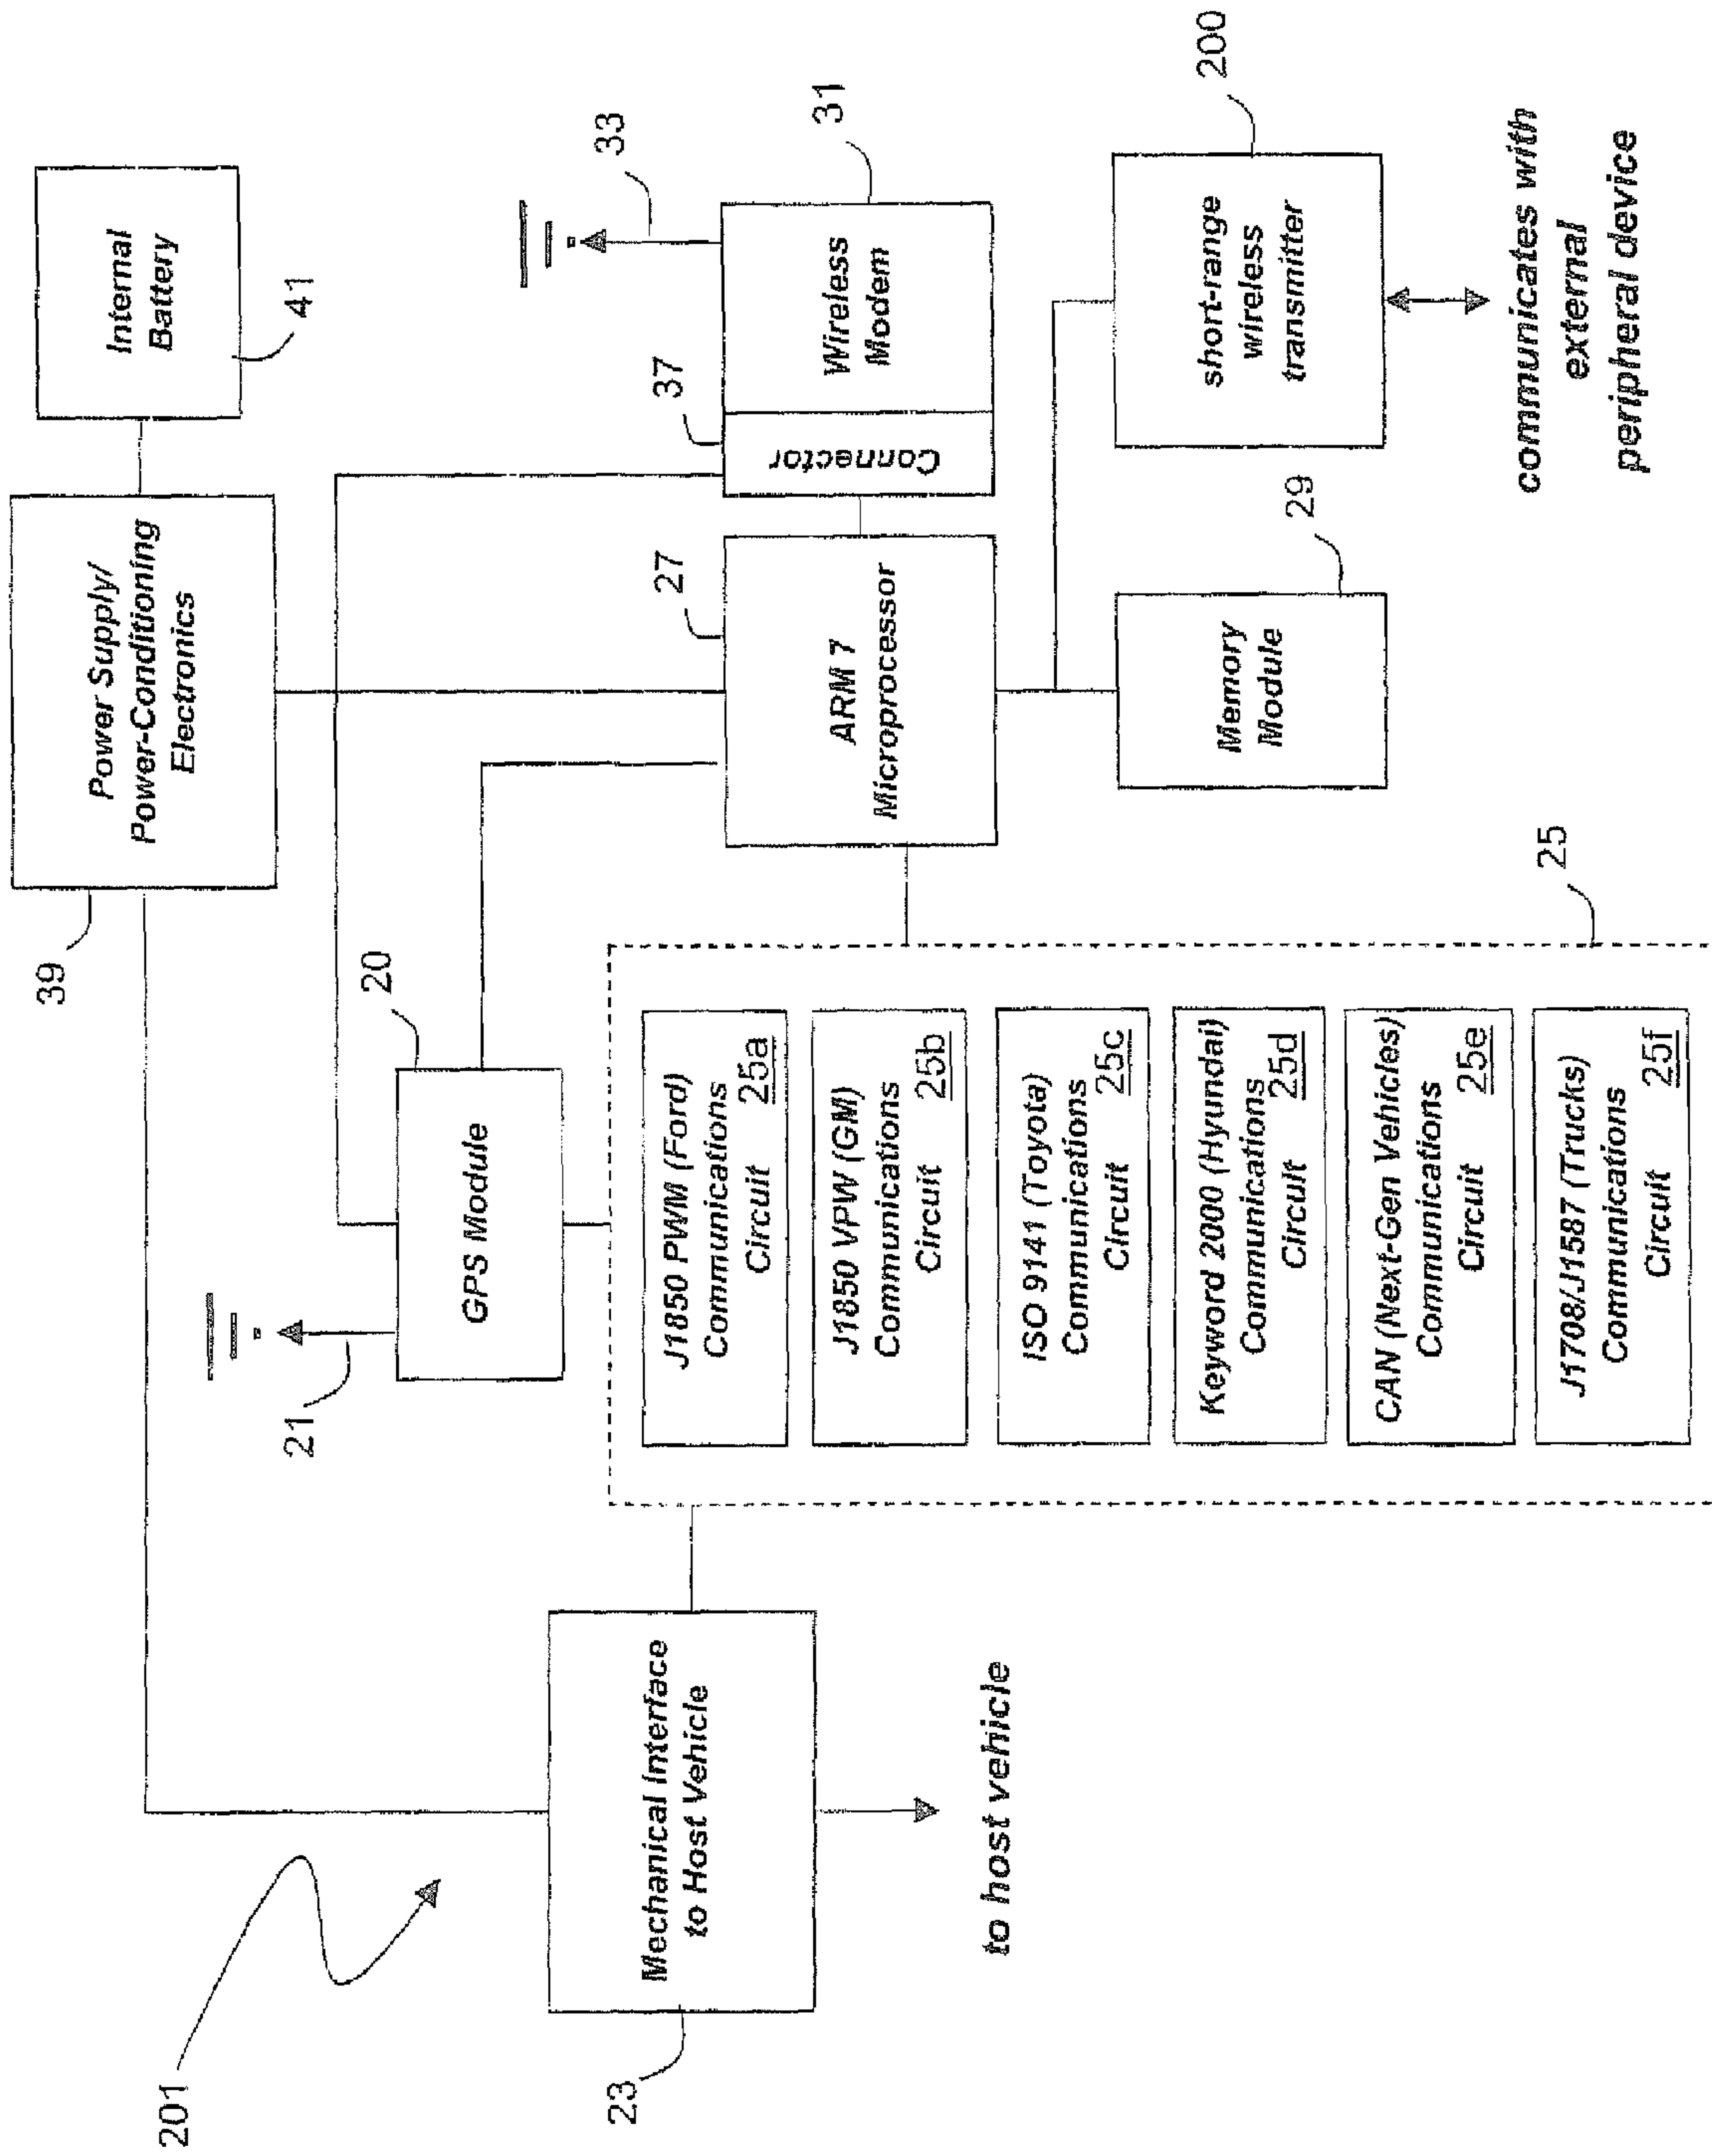 201
39
Power Supply/
Power-Conditioning
Electronics
Internal
Battery
41
21
20
GPS Module
23
Mechanical Interface
to Host Vehicle
to host vehicle
J1850 PWM (Ford)
Communications
Circuit 25a
J1850 VPW (GM)
Communications
Circuit 25b
ISO 9141 (Toyota)
Communications
Circuit 25c
Keyword 2000 (Hyundai)
Communications
Circuit 25d
CAN (Next-Gen Vehicles)
Communications
Circuit 25e
J1708/J1587 (Trucks)
Communications
Circuit 25f
25
27
ARM 7
Microprocessor
37
Connector
33
Wireless
Modem
31
Memory
Module
29
short-range
wireless
transmitter
200
communicates with
external
peripheral device